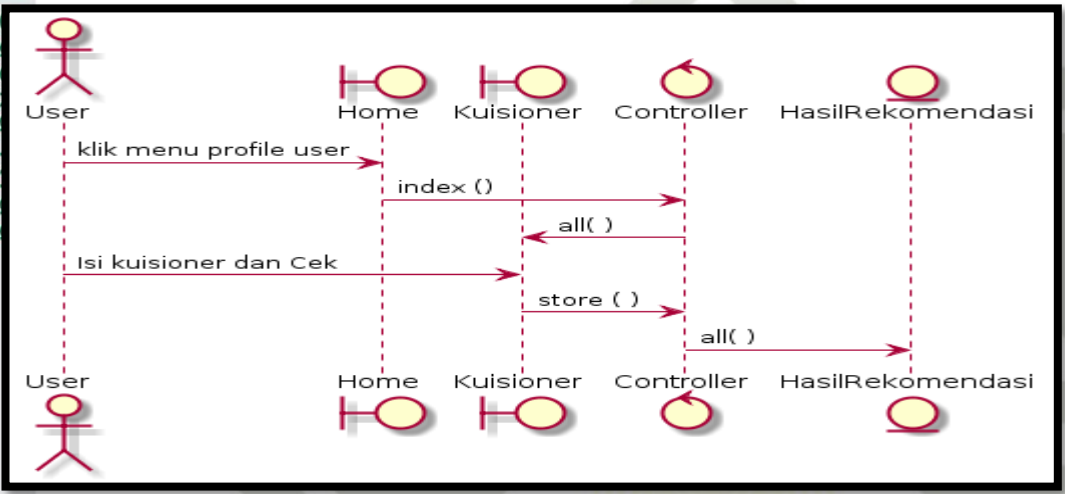 User Home Kuisioner Controller HasilRekomendasi
klik menu profile user
index ()
all( )
Isi kuisioner dan Cek
store ( )
all( )
User Home Kuisioner Controller HasilRekomendasi